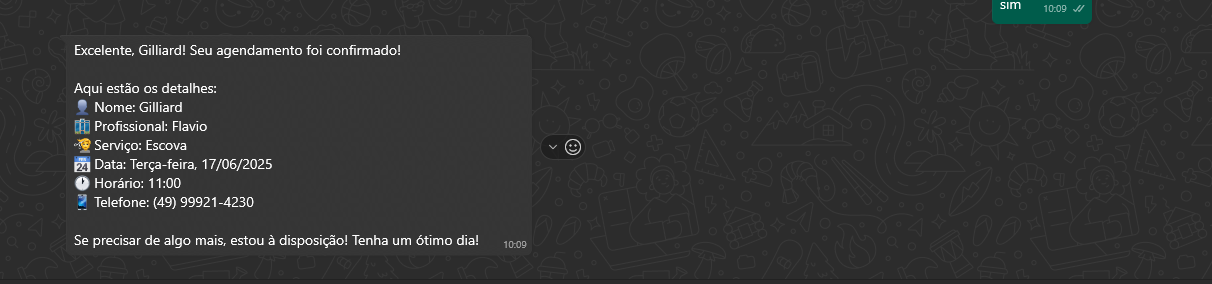 sim
10:09
Excelente, Gilliard! Seu agendamento foi confirmado!
Aqui estão os detalhes:
👤 Nome: Gilliard
💈 Profissional: Flavio
💇 Serviço: Escova
📅 Data: Terça-feira, 17/06/2025
🕐 Horário: 11:00
📱 Telefone: (49) 99921-4230
Se precisar de algo mais, estou à disposição! Tenha um ótimo dia!
10:09